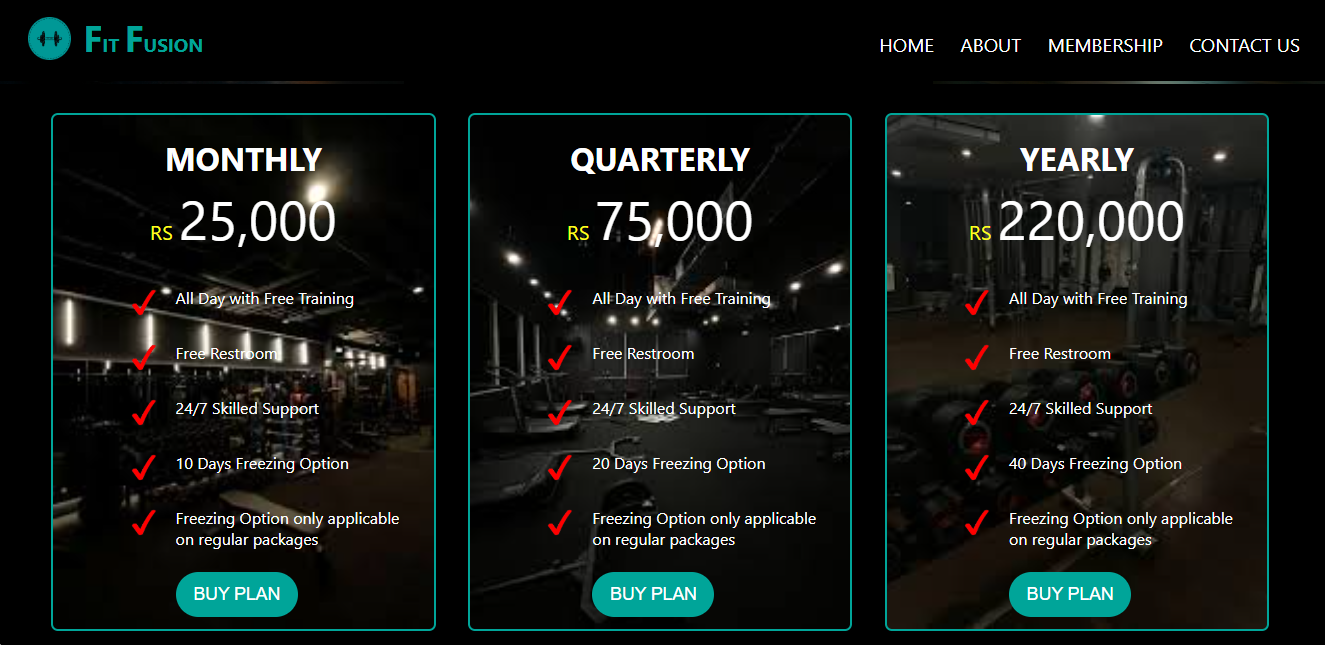 Fit Fusion
HOME ABOUT MEMBERSHIP CONTACT US
MONTHLY
RS 25,000
All Day with Free Training
Free Restroom
24/7 Skilled Support
10 Days Freezing Option
Freezing Option only applicable
on regular packages
BUY PLAN
QUARTERLY
RS 75,000
All Day with Free Training
Free Restroom
24/7 Skilled Support
20 Days Freezing Option
Freezing Option only applicable
on regular packages
BUY PLAN
YEARLY
RS 220,000
All Day with Free Training
Free Restroom
24/7 Skilled Support
40 Days Freezing Option
Freezing Option only applicable
on regular packages
BUY PLAN